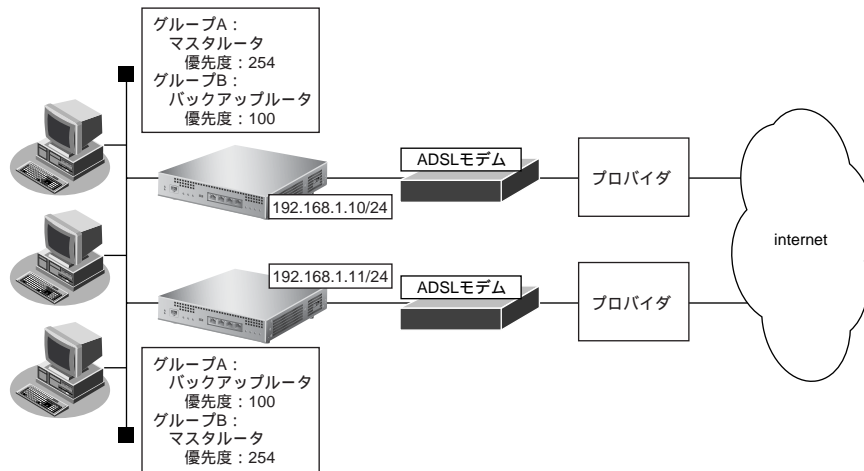 グループA：
マスタルータ
優先度：254
グループB：
バックアップルータ
優先度：100
ADSLモデム
プロバイダ
192.168.1.10/24
internet
192.168.1.11/24
ADSLモデム
プロバイダ
グループA：
バックアップルータ
優先度：100
グループB：
マスタルータ
優先度：254